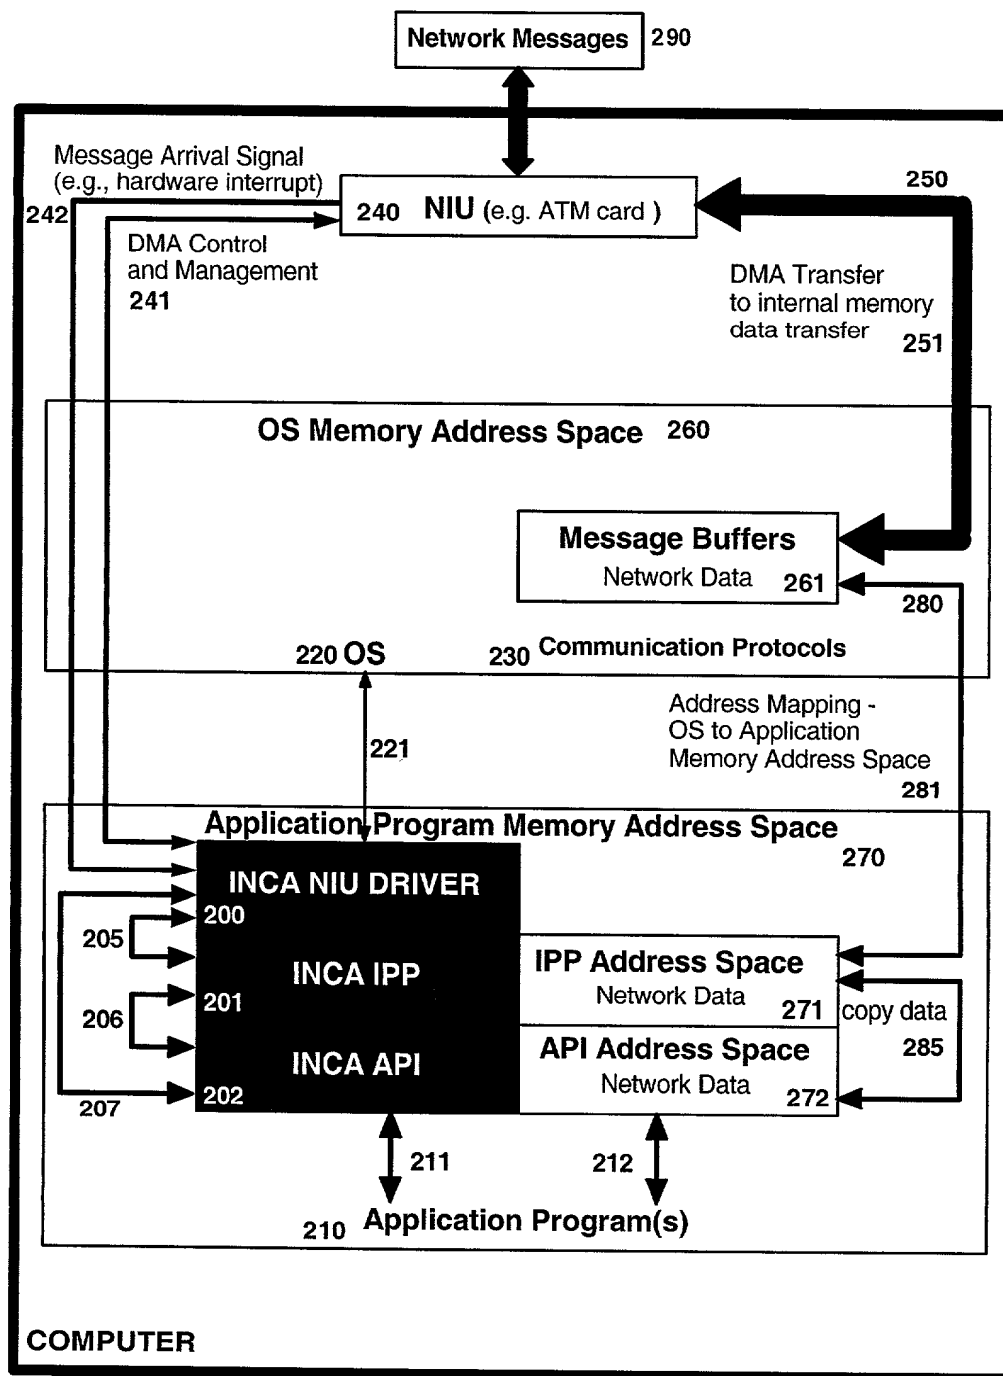 Network Messages 290
Message Arrival Signal
(e.g., hardware interrupt)
242
240 NIU (e.g. ATM card )
250
DMA Control
and Management
241
DMA Transfer
to internal memory
data transfer 251
OS Memory Address Space 260
Message Buffers
Network Data 261
280
220 OS
230 Communication Protocols
221
Address Mapping -
OS to Application
Memory Address Space
281
Application Program Memory Address Space
270
INCA NIU DRIVER
200
205
INCA IPP
201
206
INCA API
202
207
IPP Address Space
Network Data 271
copy data
285
API Address Space
Network Data 272
211
212
210 Application Program(s)
COMPUTER